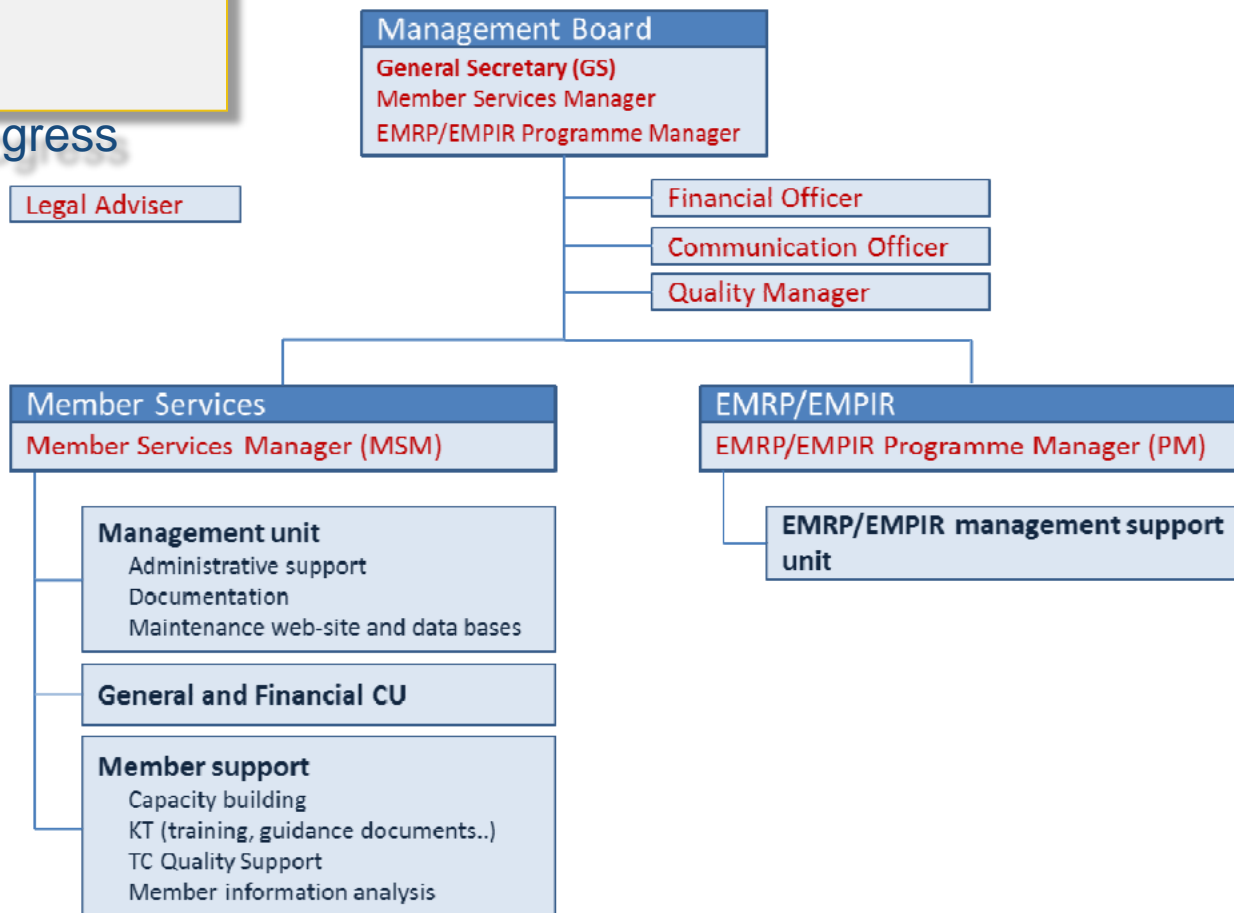 Management Board
General Secretary (GS)
Member Services Manager
EMRP/EMPIR Programme Manager
gress
Legal Adviser
Financial Officer
Communication Officer
Quality Manager
Member Services
Member Services Manager (MSM)
Management unit
Administrative support
Documentation
Maintenance web-site and data bases
General and Financial CU
Member support
Capacity building
KT (training, guidance documents..)
TC Quality Support
Member information analysis
EMRP/EMPIR
EMRP/EMPIR Programme Manager (PM)
EMRP/EMPIR management support
unit